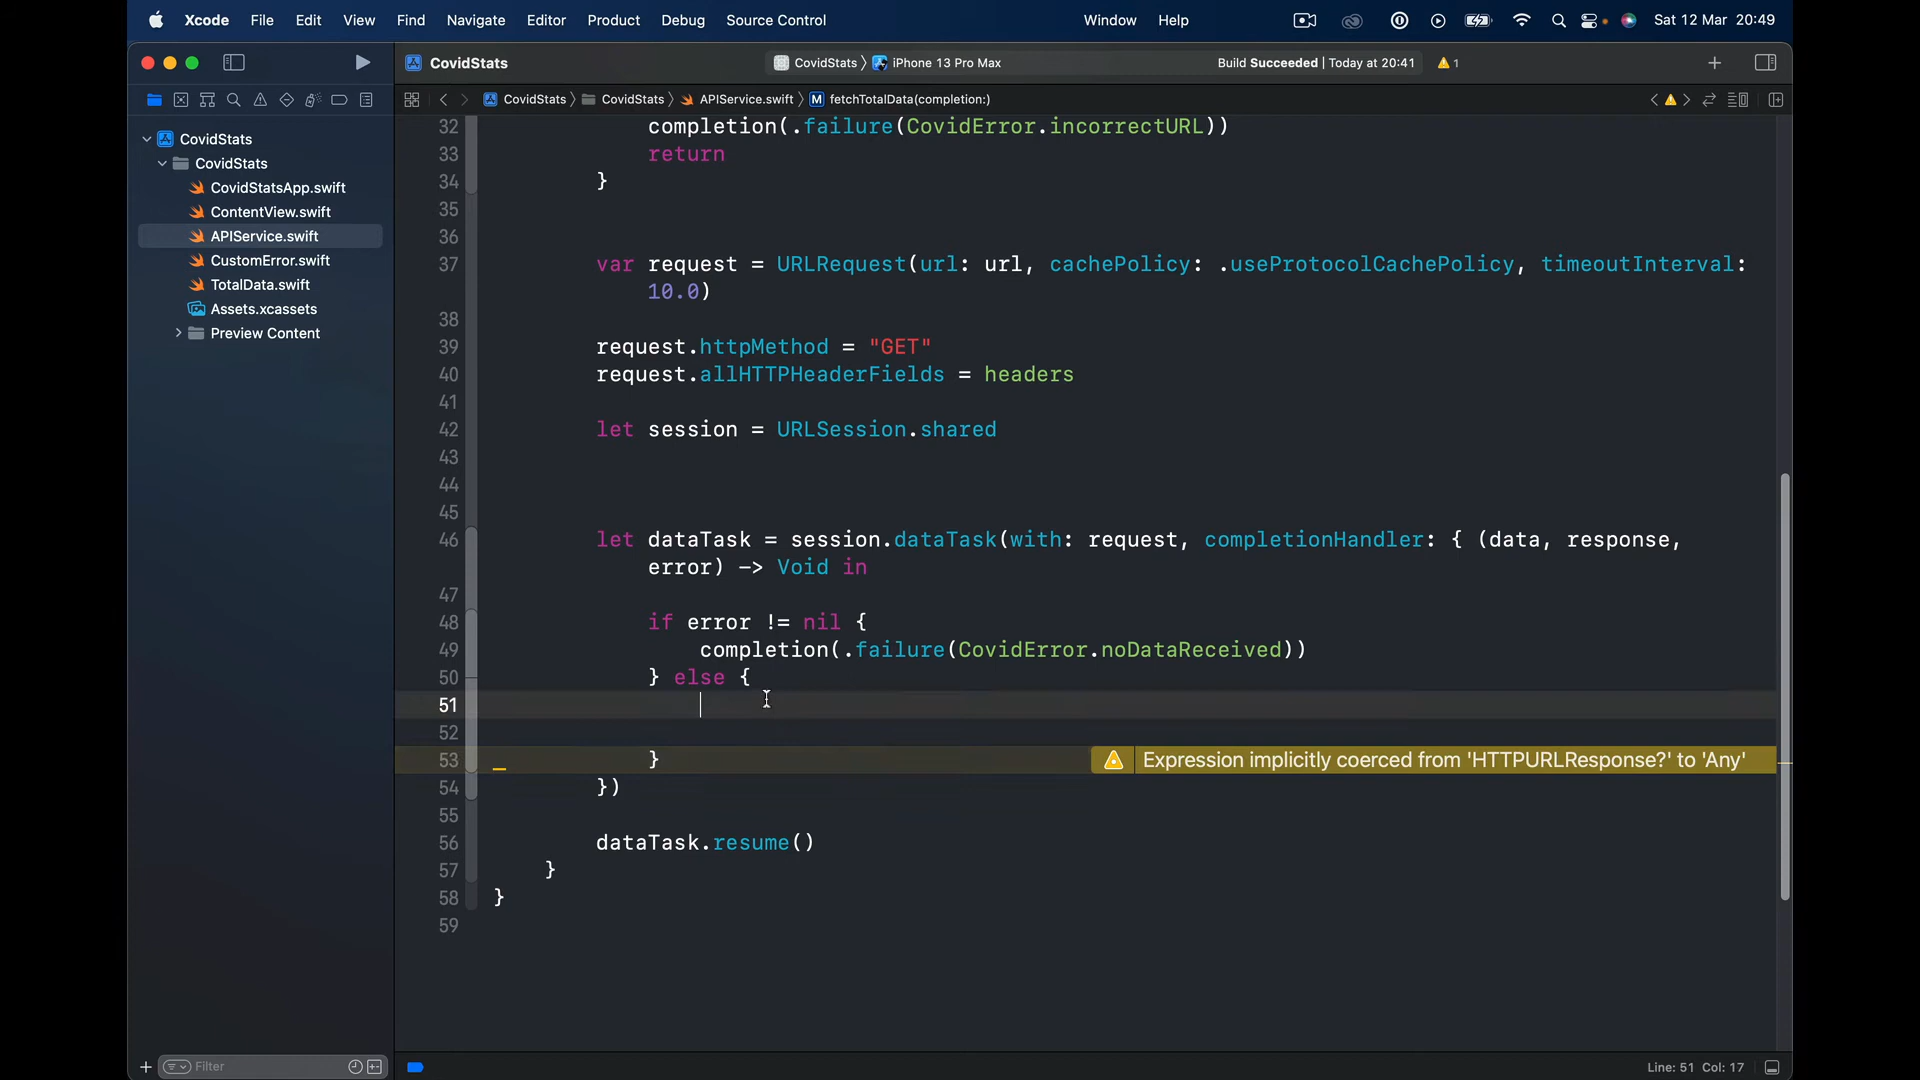 Xcode File Edit View Find Navigate Editor Product Debug Source Control Window Help Sat 12 Mar 20:49
CovidStats CovidStats iPhone 13 Pro Max Build Succeeded | Today at 20:41 1
CovidStats CovidStats APIService.swift M fetchTotalData(completion:)
CovidStats
CovidStats
CovidStatsApp.swift
ContentView.swift
APIService.swift
CustomError.swift
TotalData.swift
Assets.xcassets
Preview Content
32 completion(.failure(CovidError.incorrectURL))
33 return
34 }
35
36
37 var request = URLRequest(url: url, cachePolicy: .useProtocolCachePolicy, timeoutInterval:
10.0)
38
39 request.httpMethod = "GET"
40 request.allHTTPHeaderFields = headers
41
42 let session = URLSession.shared
43
44
45
46 let dataTask = session.dataTask(with: request, completionHandler: { (data, response,
error) -> Void in
47
48 if error != nil {
49 completion(.failure(CovidError.noDataReceived))
50 } else {
51
52
53 } Expression implicitly coerced from 'HTTPURLResponse?' to 'Any'
54 })
55
56 dataTask.resume()
57 }
58 }
59
Filter
Line: 51 Col: 17